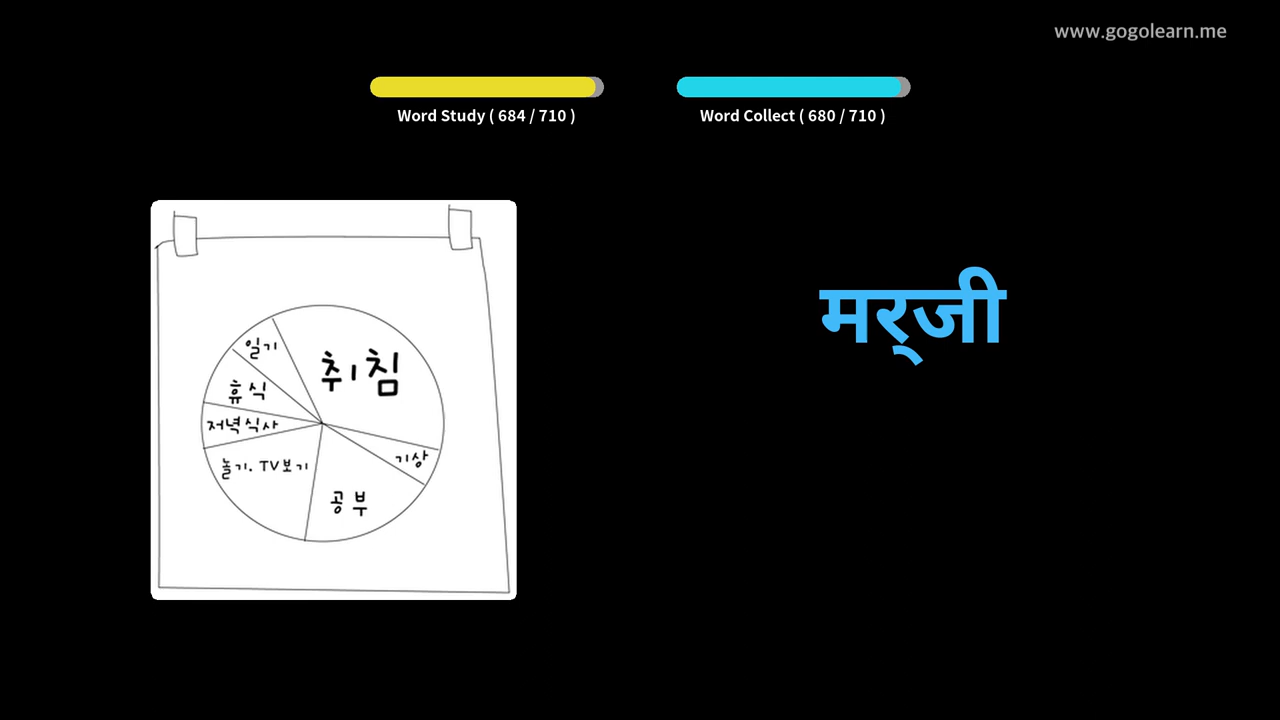 www.gogolearn.me
Word Study ( 684 / 710 )
Word Collect ( 680 / 710 )
मर्‌जी
일기
취침
휴식
저녁식사
기상
놀기. TV보기
공부